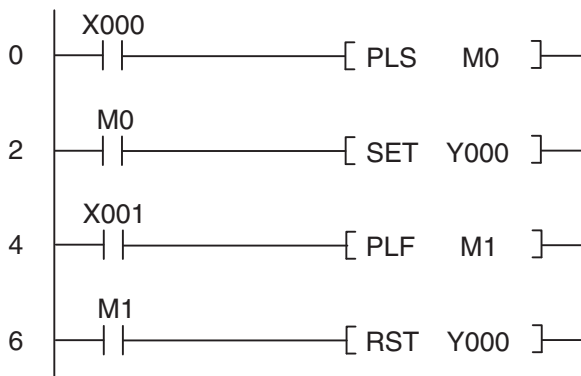 X000
0 PLS M0
M0
2 SET Y000
X001
4 PLF M1
M1
6 RST Y000